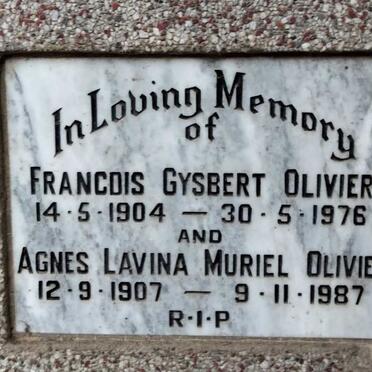 In Loving Memory
of
FRANCOIS GYSBERT OLIVIER
14·5·1904 — 30·5·1976
AND
AGNES LAVINA MURIEL OLIVIE
12·9·1907 — 9·11·1987
R·I·P